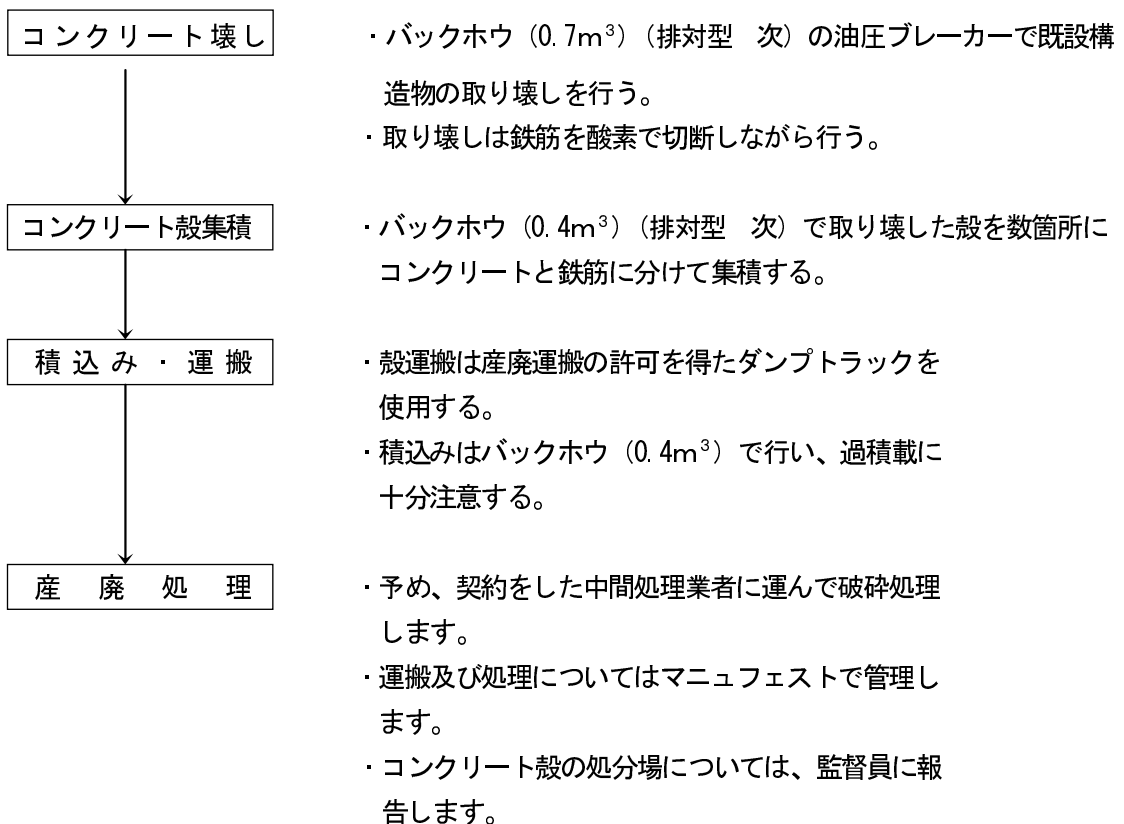 コンクリート壊し
・バックホウ（0.7ｍ³）（排対型　次）の油圧ブレーカーで既設構
造物の取り壊しを行う。
・取り壊しは鉄筋を酸素で切断しながら行う。
コンクリート殻集積
・バックホウ（0.4ｍ³）（排対型　次）で取り壊した殻を数箇所に
コンクリートと鉄筋に分けて集積する。
積込み・運搬
・殻運搬は産廃運搬の許可を得たダンプトラックを
使用する。
・積込みはバックホウ（0.4ｍ³）で行い、過積載に
十分注意する。
産廃処理
・予め、契約をした中間処理業者に運んで破砕処理
します。
・運搬及び処理についてはマニュフェストで管理し
ます。
・コンクリート殻の処分場については、監督員に報
告します。